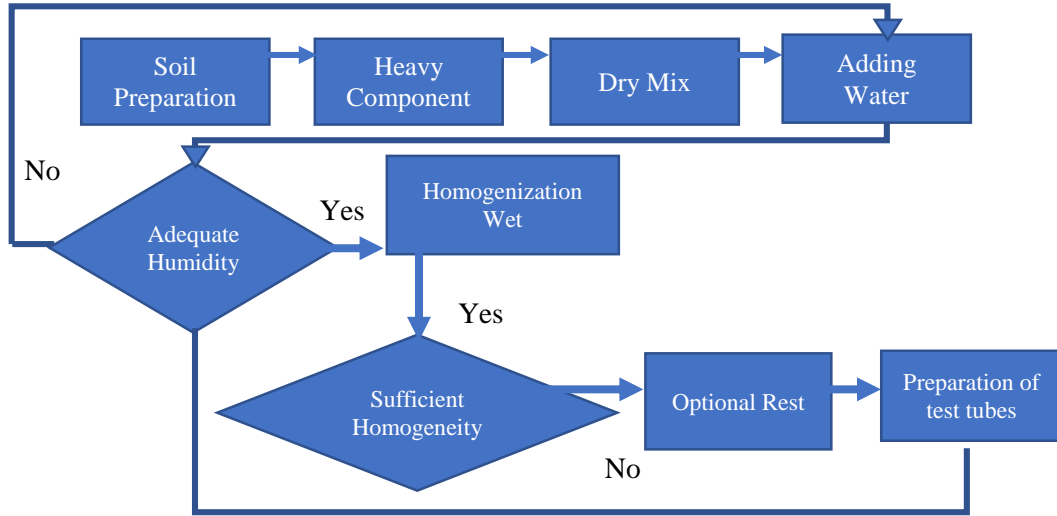 Soil
Preparation
Heavy
Component
Dry Mix
Adding
Water
No
Adequate
Humidity
Yes
Homogenization
Wet
Yes
Sufficient
Homogeneity
No
Optional Rest
Preparation of
test tubes